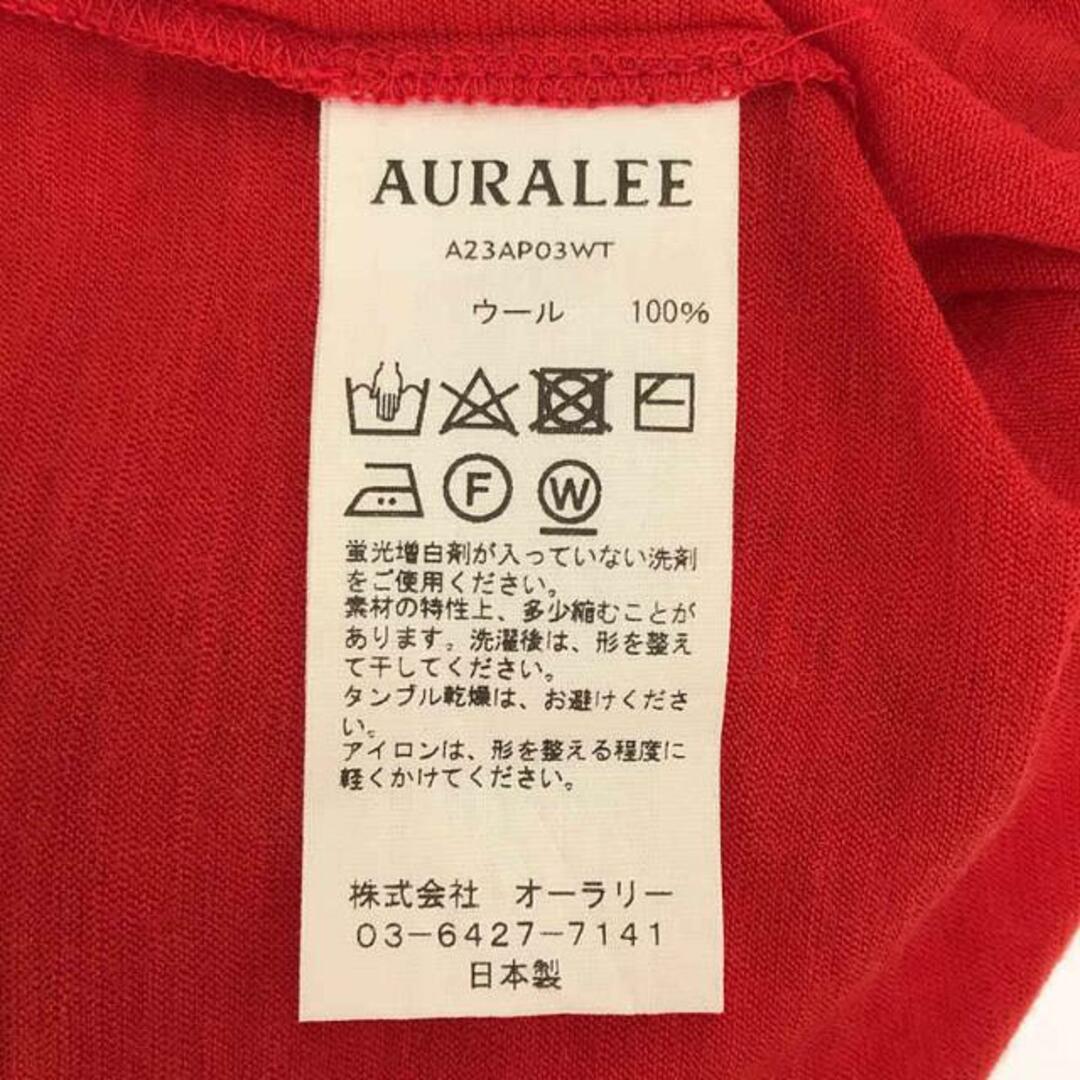 AURALEE
A23AP03WT
ウール 100%
F W
蛍光増白剤が入っていない洗剤
をご使用ください。
素材の特性上、多少縮むことが
あります。洗濯後は、形を整え
て干してください。
タンブル乾燥は、お避けくださ
い。
アイロンは、形を整える程度に
軽くかけてください。
株式会社 オーラリー
03-6427-7141
日本製